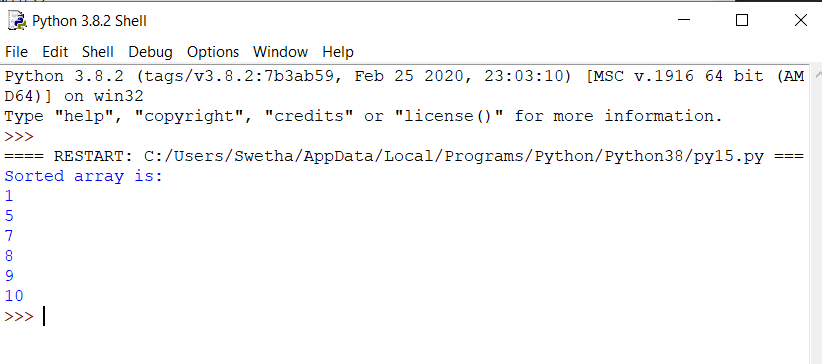 Python 3.8.2 Shell
File Edit Shell Debug Options Window Help
Python 3.8.2 (tags/v3.8.2:7b3ab59, Feb 25 2020, 23:03:10) [MSC v.1916 64 bit (AM
D64)] on win32
Type "help", "copyright", "credits" or "license()" for more information.
>>>
==== RESTART: C:/Users/Swetha/AppData/Local/Programs/Python/Python38/py15.py ===
Sorted array is:
1
5
7
8
9
10
>>>